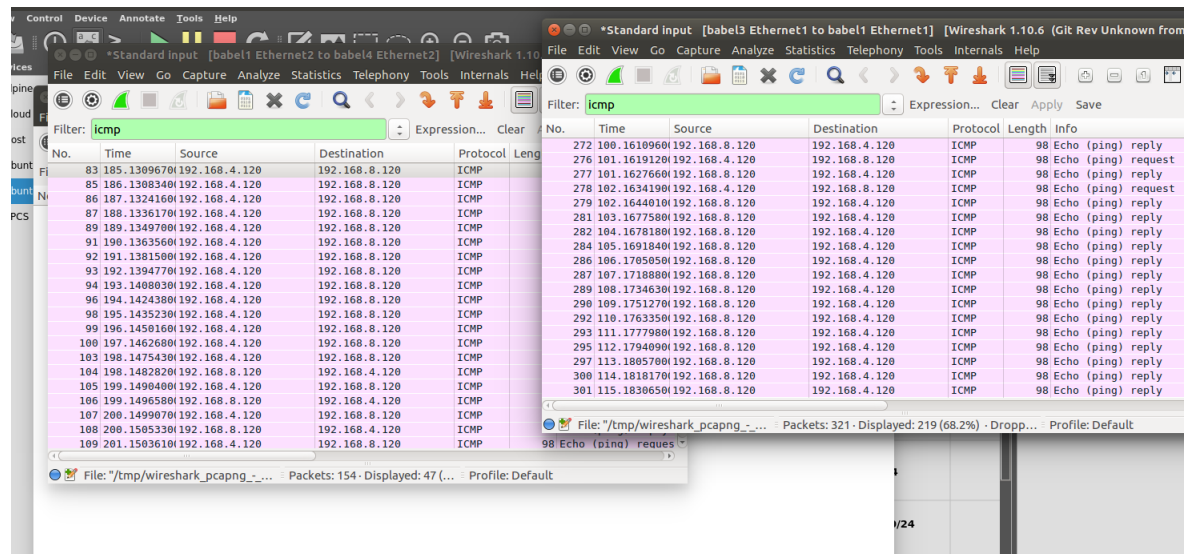 Control Device Annotate Tools Help
*Standard input [babel1 Ethernet2 to babel4 Ethernet2] [Wireshark 1.10
File Edit View Go Capture Analyze Statistics Telephony Tools Internals Help
Filter: icmp Expression... Clear
No. Time Source Destination Protocol Leng
83 185.1309670 192.168.4.120 192.168.8.120 ICMP
85 186.1308340 192.168.4.120 192.168.8.120 ICMP
86 187.1324160 192.168.4.120 192.168.8.120 ICMP
87 188.1336170 192.168.4.120 192.168.8.120 ICMP
89 189.1349700 192.168.4.120 192.168.8.120 ICMP
91 190.1363560 192.168.4.120 192.168.8.120 ICMP
92 191.1381500 192.168.4.120 192.168.8.120 ICMP
93 192.1394770 192.168.4.120 192.168.8.120 ICMP
94 193.1408030 192.168.4.120 192.168.8.120 ICMP
96 194.1424380 192.168.4.120 192.168.8.120 ICMP
98 195.1435230 192.168.4.120 192.168.8.120 ICMP
99 196.1450160 192.168.4.120 192.168.8.120 ICMP
100 197.1462680 192.168.4.120 192.168.8.120 ICMP
103 198.1475430 192.168.4.120 192.168.8.120 ICMP
104 198.1482820 192.168.8.120 192.168.4.120 ICMP
105 199.1490400 192.168.4.120 192.168.8.120 ICMP
106 199.1496580 192.168.8.120 192.168.4.120 ICMP
107 200.1499070 192.168.4.120 192.168.8.120 ICMP
108 200.1505330 192.168.8.120 192.168.4.120 ICMP
109 201.1503610 192.168.4.120 192.168.8.120 ICMP 98 Echo (ping) reques
File: "/tmp/wireshark_pcapng_-_... Packets: 154 · Displayed: 47 (... Profile: Default
*Standard input [babel3 Ethernet1 to babel1 Ethernet1] [Wireshark 1.10.6 (Git Rev Unknown from
File Edit View Go Capture Analyze Statistics Telephony Tools Internals Help
Filter: icmp Expression... Clear Apply Save
No. Time Source Destination Protocol Length Info
272 100.1610960 192.168.8.120 192.168.4.120 ICMP 98 Echo (ping) reply
276 101.1619120 192.168.4.120 192.168.8.120 ICMP 98 Echo (ping) request
277 101.1627660 192.168.8.120 192.168.4.120 ICMP 98 Echo (ping) reply
278 102.1634190 192.168.4.120 192.168.8.120 ICMP 98 Echo (ping) request
279 102.1644010 192.168.8.120 192.168.4.120 ICMP 98 Echo (ping) reply
281 103.1677580 192.168.8.120 192.168.4.120 ICMP 98 Echo (ping) reply
282 104.1678180 192.168.8.120 192.168.4.120 ICMP 98 Echo (ping) reply
284 105.1691840 192.168.8.120 192.168.4.120 ICMP 98 Echo (ping) reply
286 106.1705050 192.168.8.120 192.168.4.120 ICMP 98 Echo (ping) reply
287 107.1718880 192.168.8.120 192.168.4.120 ICMP 98 Echo (ping) reply
289 108.1734630 192.168.8.120 192.168.4.120 ICMP 98 Echo (ping) reply
290 109.1751270 192.168.8.120 192.168.4.120 ICMP 98 Echo (ping) reply
292 110.1763350 192.168.8.120 192.168.4.120 ICMP 98 Echo (ping) reply
293 111.1777980 192.168.8.120 192.168.4.120 ICMP 98 Echo (ping) reply
295 112.1794090 192.168.8.120 192.168.4.120 ICMP 98 Echo (ping) reply
297 113.1805700 192.168.8.120 192.168.4.120 ICMP 98 Echo (ping) reply
300 114.1818170 192.168.8.120 192.168.4.120 ICMP 98 Echo (ping) reply
301 115.1830650 192.168.8.120 192.168.4.120 ICMP 98 Echo (ping) reply
File: "/tmp/wireshark_pcapng_-_... Packets: 321 · Displayed: 219 (68.2%) · Dropp... Profile: Default
PCS
/24